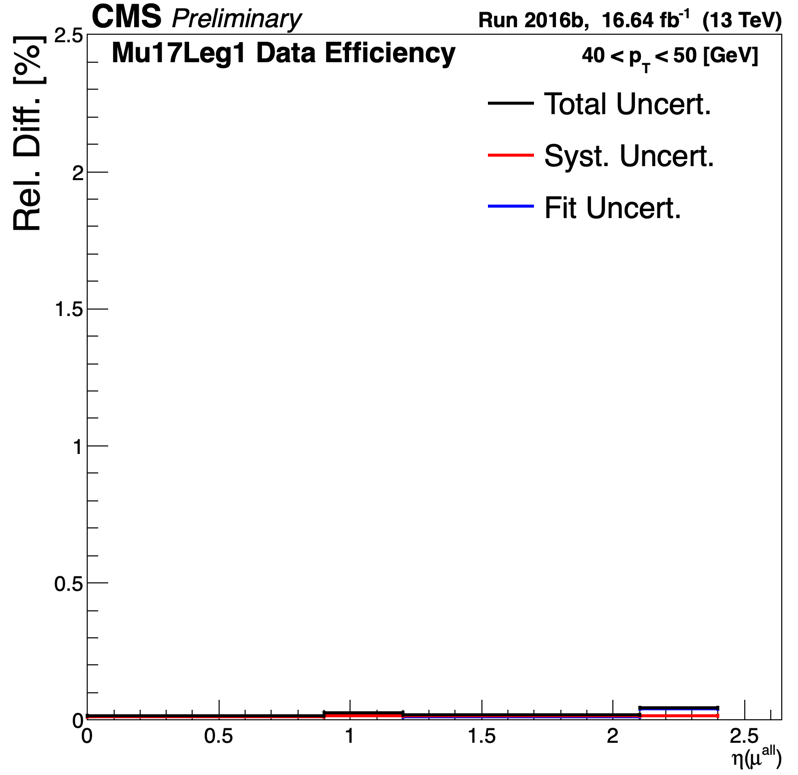 CMS Preliminary
Run 2016b, 16.64 fb⁻¹ (13 TeV)
Mu17Leg1 Data Efficiency
40 < p_T < 50 [GeV]
Total Uncert.
Syst. Uncert.
Fit Uncert.
Rel. Diff. [%]
2.5
2
1.5
1
0.5
0
0 0.5 1 1.5 2 2.5
η(μ^all)